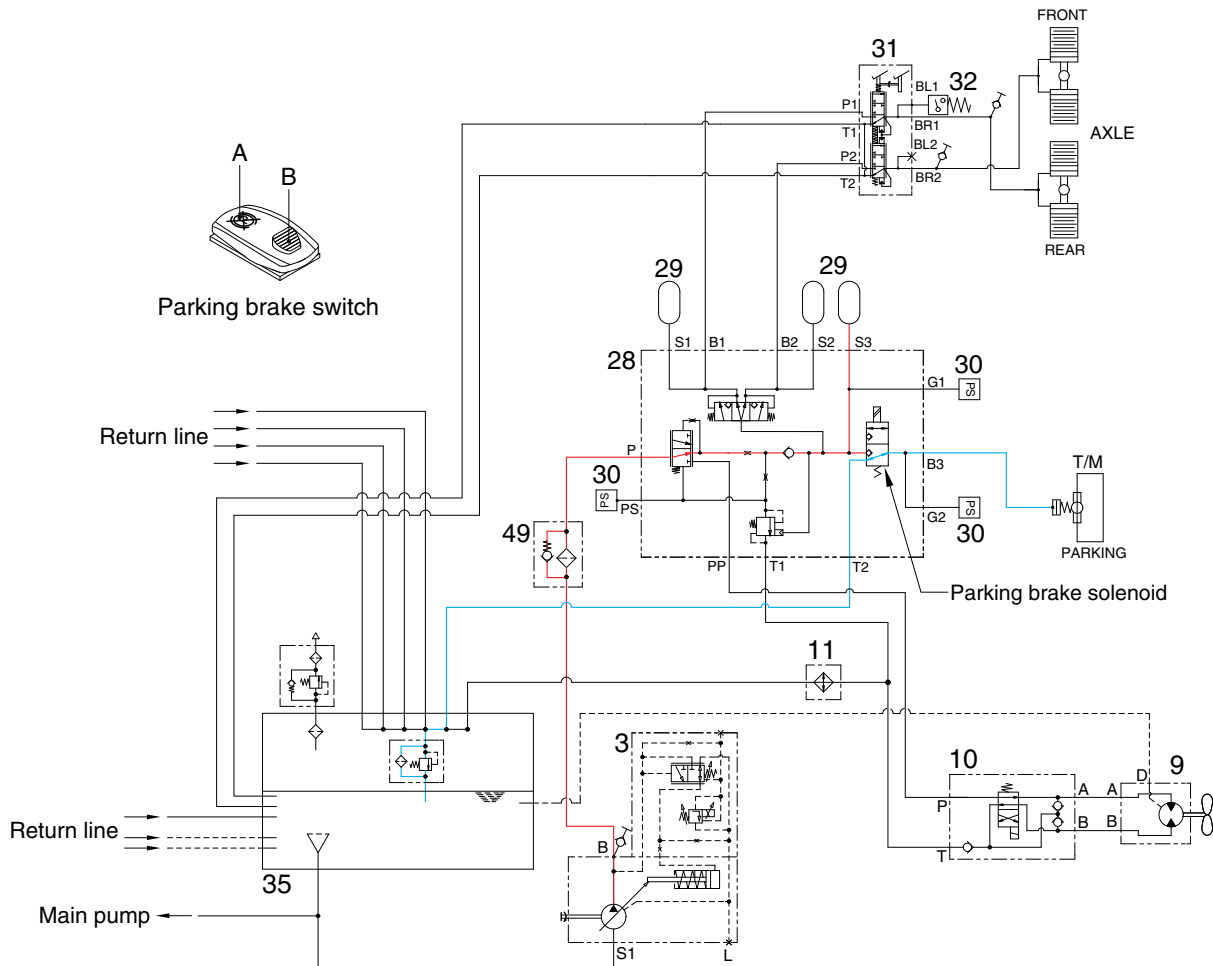 FRONT
31
BL1
32
P1
T1
BR1
BL2
AXLE
P2
T2
BR2
REAR
A
B
Parking brake switch
29
29
S1
B1
B2
S2
S3
28
30
G1
PS
Return line
P
B3
T/M
30
PS
PS
G2
PS
30
49
PP
T1
T2
PARKING
Parking brake solenoid
11
3
10
9
D
A
A
P
B
B
T
Return line
B
35
Main pump
S1
L